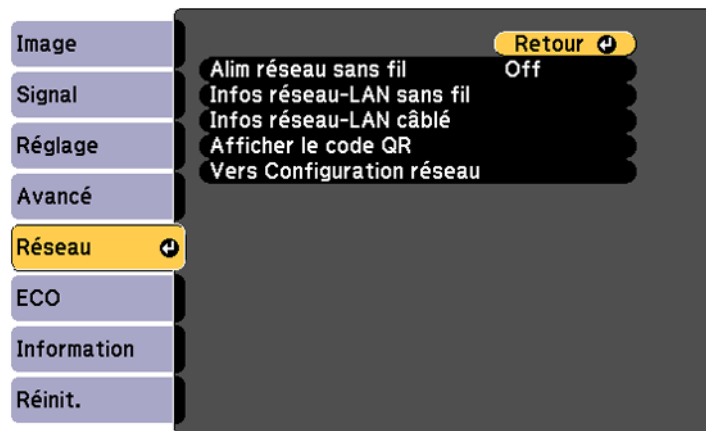 Image
Signal
Réglage
Avancé
Réseau
ECO
Information
Réinit.
Retour
Alim réseau sans fil Off
Infos réseau-LAN sans fil
Infos réseau-LAN câblé
Afficher le code QR
Vers Configuration réseau